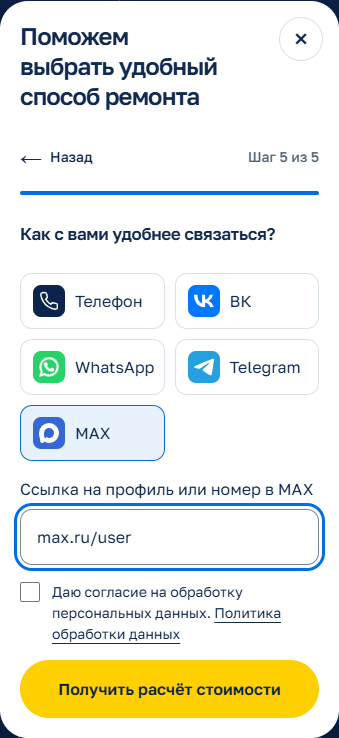 Поможем
выбрать удобный
способ ремонта
Назад
Шаг 5 из 5
Как с вами удобнее связаться?
Телефон
ВК
WhatsApp
Telegram
MAX
Ссылка на профиль или номер в MAX
max.ru/user
Даю согласие на обработку
персональных данных. Политика
обработки данных
Получить расчёт стоимости